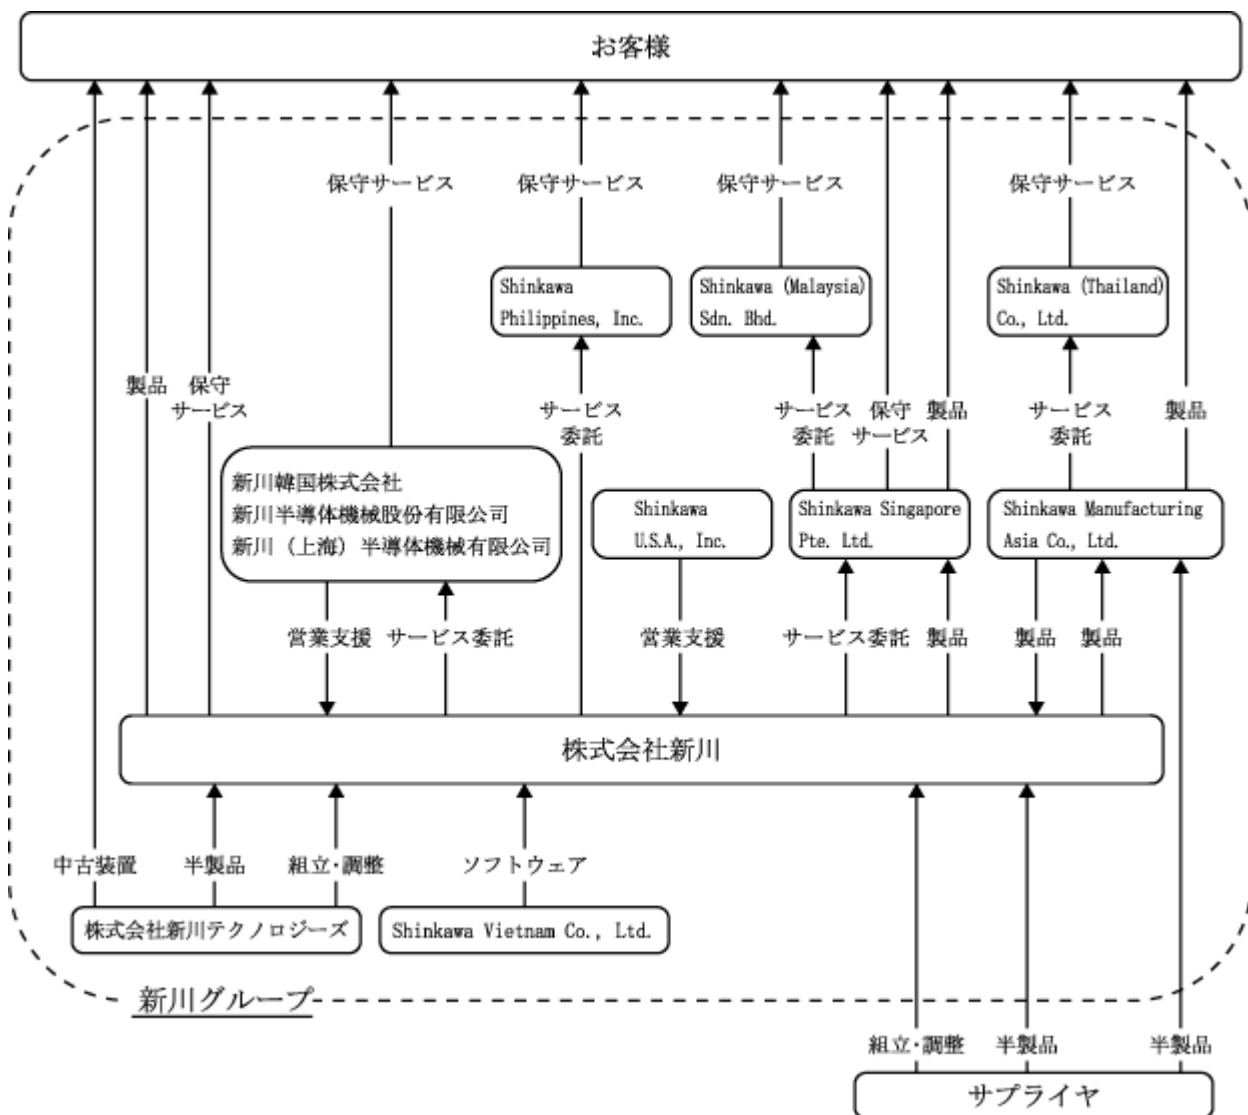 お客様
保守サービス
保守サービス
保守サービス
保守サービス
Shinkawa
Philippines, Inc.
Shinkawa (Malaysia)
Sdn. Bhd.
Shinkawa (Thailand)
Co., Ltd.
製品
保守
サービス
サービス
委託
サービス
委託
保守
サービス
製品
サービス
委託
製品
新川韓国株式会社
新川半導体機械股份有限公司
新川（上海）半導体機械有限公司
Shinkawa
U.S.A., Inc.
Shinkawa Singapore
Pte. Ltd.
Shinkawa Manufacturing
Asia Co., Ltd.
営業支援
サービス委託
営業支援
サービス委託
製品
製品
製品
株式会社新川
中古装置
半製品
組立・調整
ソフトウェア
株式会社新川テクノロジーズ
Shinkawa Vietnam Co., Ltd.
新川グループ
組立・調整
半製品
半製品
サプライヤ